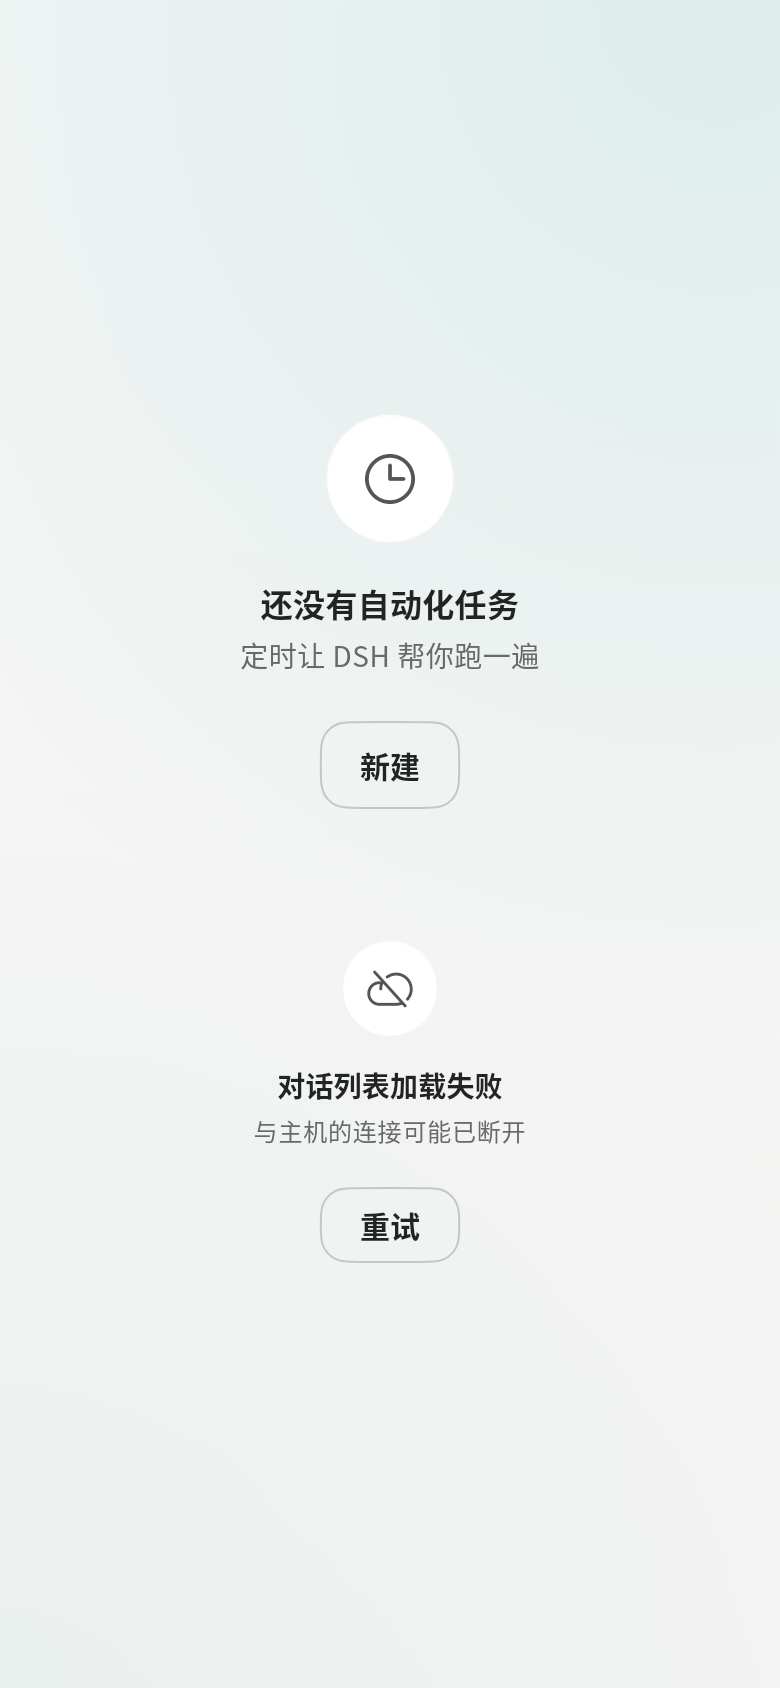 还没有自动化任务
定时让 DSH 帮你跑一遍
新建
对话列表加载失败
与主机的连接可能已断开
重试